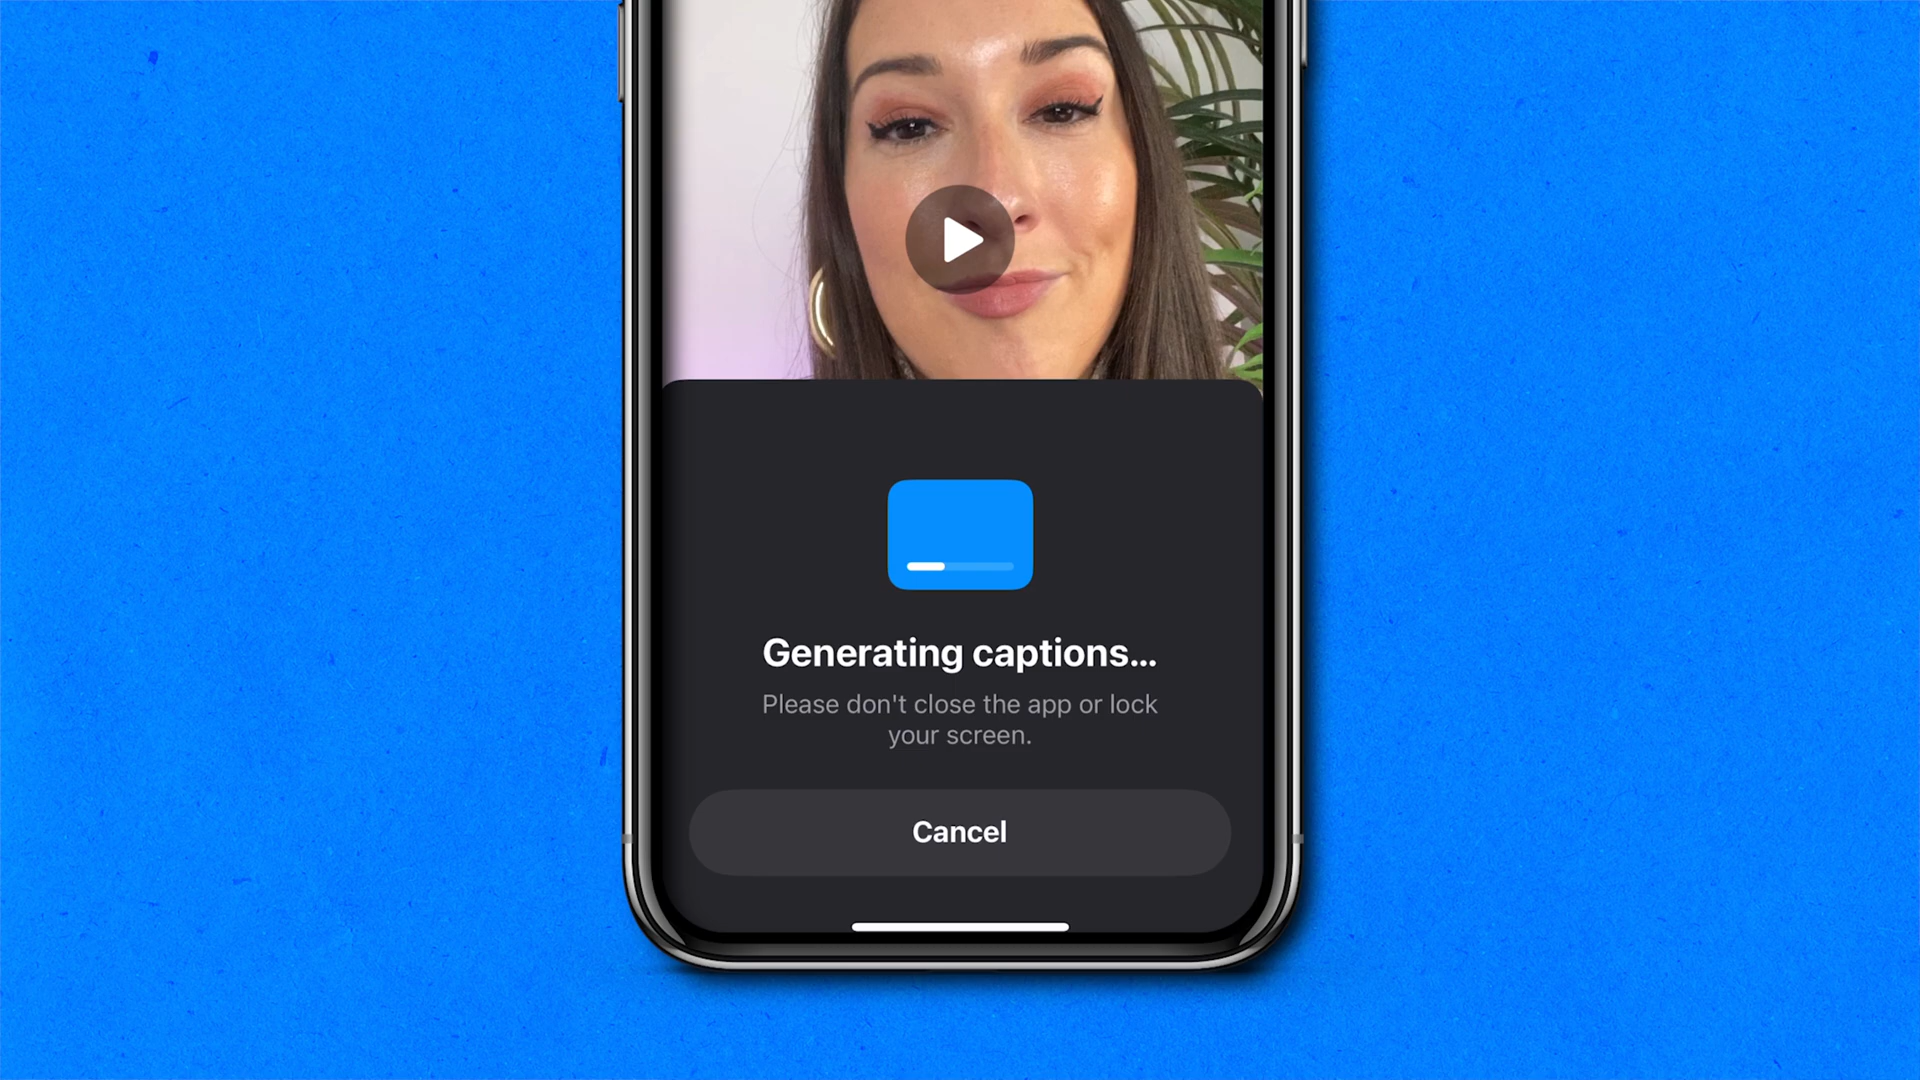 Generating captions...
Please don't close the app or lock
your screen.
Cancel